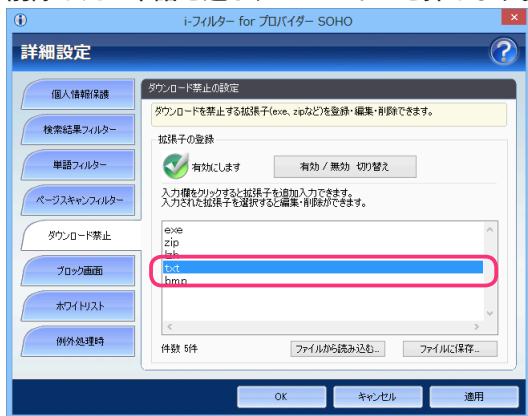 i-フィルター for プロバイダー SOHO
詳細設定
個人情報保護
検索結果フィルター
単語フィルター
ページスキャンフィルター
ダウンロード禁止
ブロック画面
ホワイトリスト
例外処理時
ダウンロード禁止の設定
ダウンロードを禁止する拡張子(exe、zipなど)を登録・編集・削除できます。
拡張子の登録
有効にします
有効 / 無効 切り替え
入力欄をクリックすると拡張子を追加入力できます。
入力された拡張子を選択すると編集・削除ができます。
exe
zip
lzh
txt
bmp
件数 5件
ファイルから読み込む...
ファイルに保存...
OK
キャンセル
適用